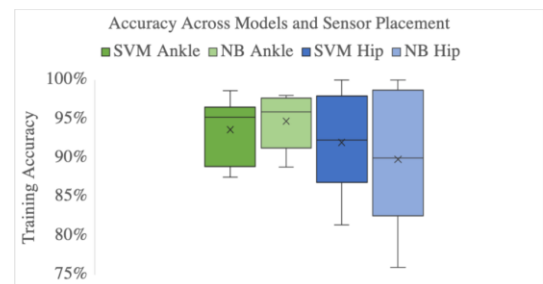 Accuracy Across Models and Sensor Placement
SVM Ankle NB Ankle SVM Hip NB Hip
Training Accuracy
100%
95%
90%
85%
80%
75%